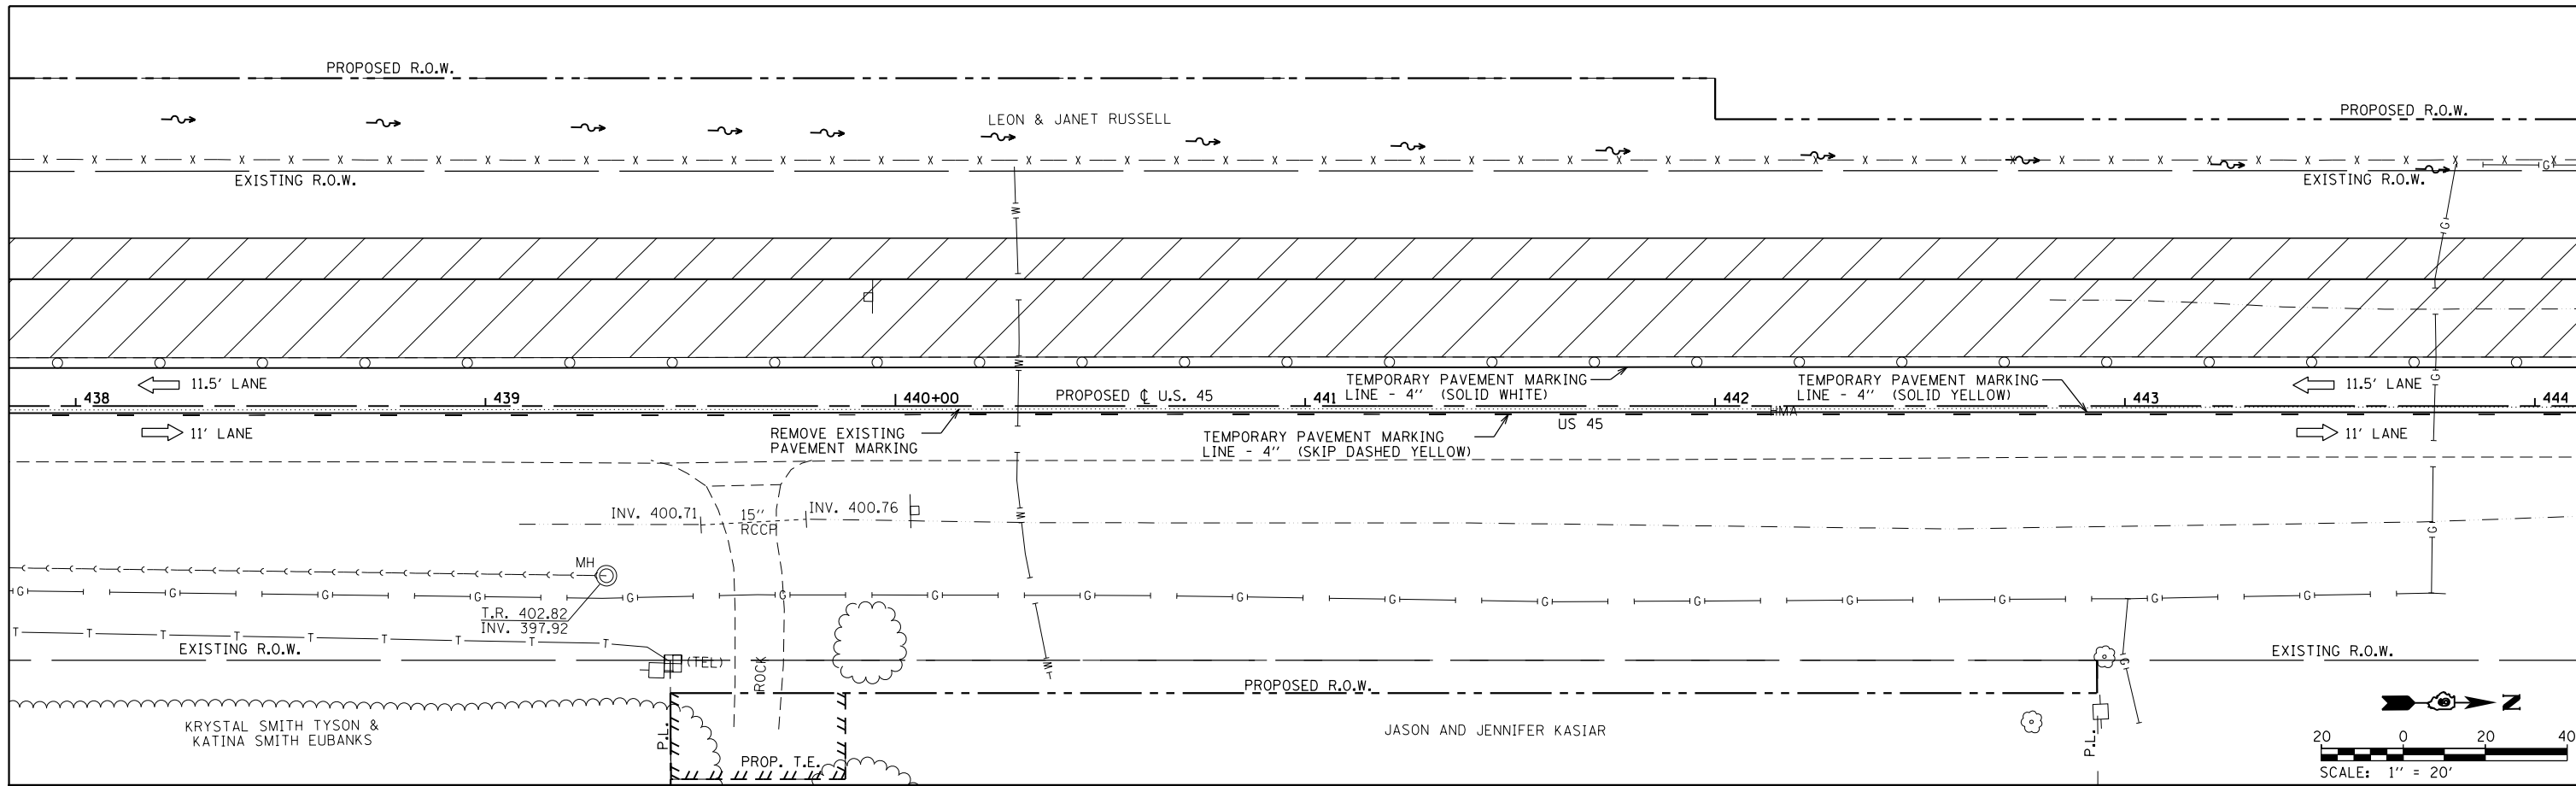 PROPOSED R.O.W.
LEON & JANET RUSSELL
PROPOSED R.O.W.
EXISTING R.O.W.
EXISTING R.O.W.
11.5' LANE
TEMPORARY PAVEMENT MARKING
LINE - 4'' (SOLID WHITE)
TEMPORARY PAVEMENT MARKING
LINE - 4'' (SOLID YELLOW)
11.5' LANE
438
439
440+00
PROPOSED ℄ U.S. 45
441
442
443
444
HMA
US 45
11' LANE
REMOVE EXISTING
PAVEMENT MARKING
TEMPORARY PAVEMENT MARKING
LINE - 4'' (SKIP DASHED YELLOW)
11' LANE
INV. 400.71
15''
RCCP
INV. 400.76
MH
T.R. 402.82
INV. 397.92
EXISTING R.O.W.
(TEL)
ROCK
EXISTING R.O.W.
PROPOSED R.O.W.
KRYSTAL SMITH TYSON &
KATINA SMITH EUBANKS
P.L.
PROP. T.E.
JASON AND JENNIFER KASIAR
P.L.
N
20 0 20 40
SCALE: 1'' = 20'